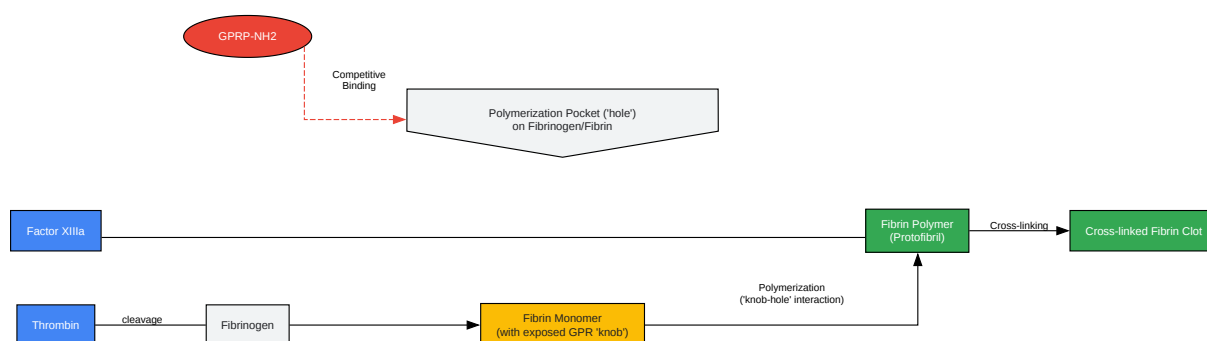 GPRP-NH2
Competitive
Binding
Polymerization Pocket ('hole')
on Fibrinogen/Fibrin
Factor XIIIa
Fibrin Polymer
(Protofibril)
Cross-linking
Cross-linked Fibrin Clot
Polymerization
('knob-hole' interaction)
Thrombin
cleavage
Fibrinogen
Fibrin Monomer
(with exposed GPR 'knob')